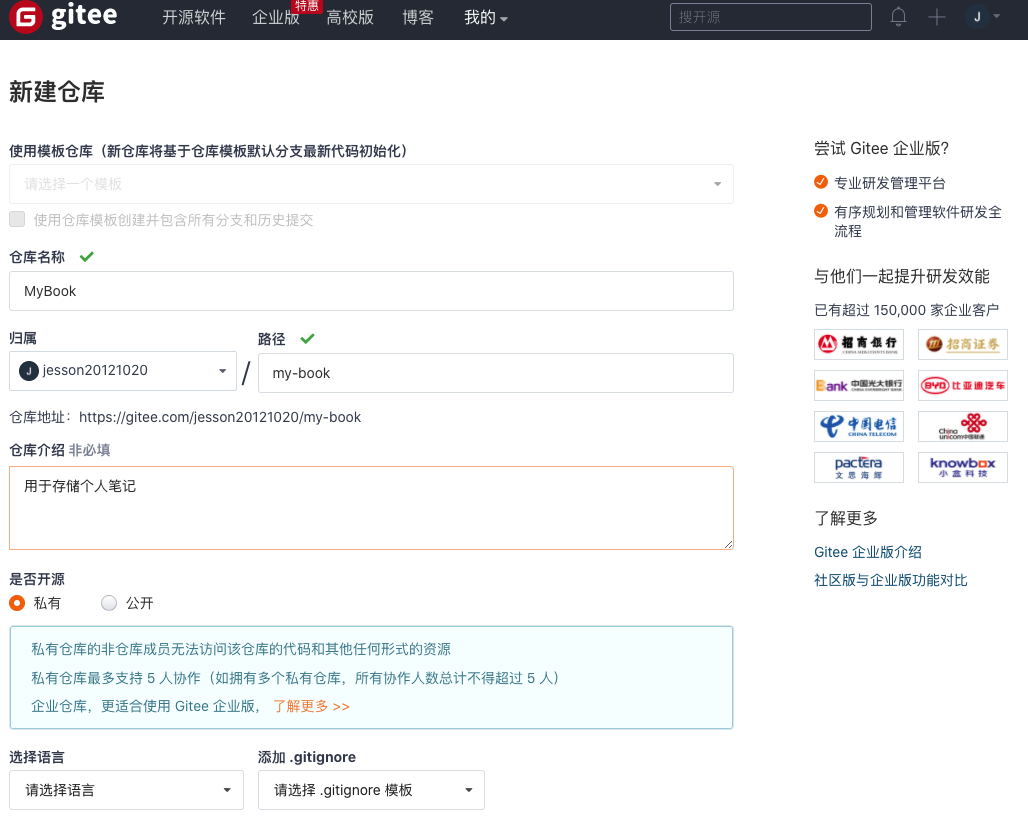 gitee
开源软件 企业版 特惠 高校版 博客 我的 搜开源 J
新建仓库
使用模板仓库（新仓库将基于仓库模板默认分支最新代码初始化）
请选择一个模板
使用仓库模板创建并包含所有分支和历史提交
仓库名称
MyBook
归属 路径
J jesson20121020 / my-book
仓库地址：https://gitee.com/jesson20121020/my-book
仓库介绍 非必填
用于存储个人笔记
是否开源
私有 公开
私有仓库的非仓库成员无法访问该仓库的代码和其他任何形式的资源
私有仓库最多支持 5 人协作（如拥有多个私有仓库，所有协作人数总计不得超过 5 人）
企业仓库，更适合使用 Gitee 企业版， 了解更多 >>
选择语言 添加 .gitignore
请选择语言 请选择 .gitignore 模板
尝试 Gitee 企业版?
专业研发管理平台
有序规划和管理软件研发全
流程
与他们一起提升研发效能
已有超过 150,000 家企业客户
招商银行 招商证券
CHINA MERCHANTS BANK
Bank 中国光大银行 BYD 比亚迪汽车
CHINA EVERBRIGHT BANK
中国电信 China
CHINA TELECOM unicom中国联通
pactera knowbox
文思海辉 小盒科技
了解更多
Gitee 企业版介绍
社区版与企业版功能对比